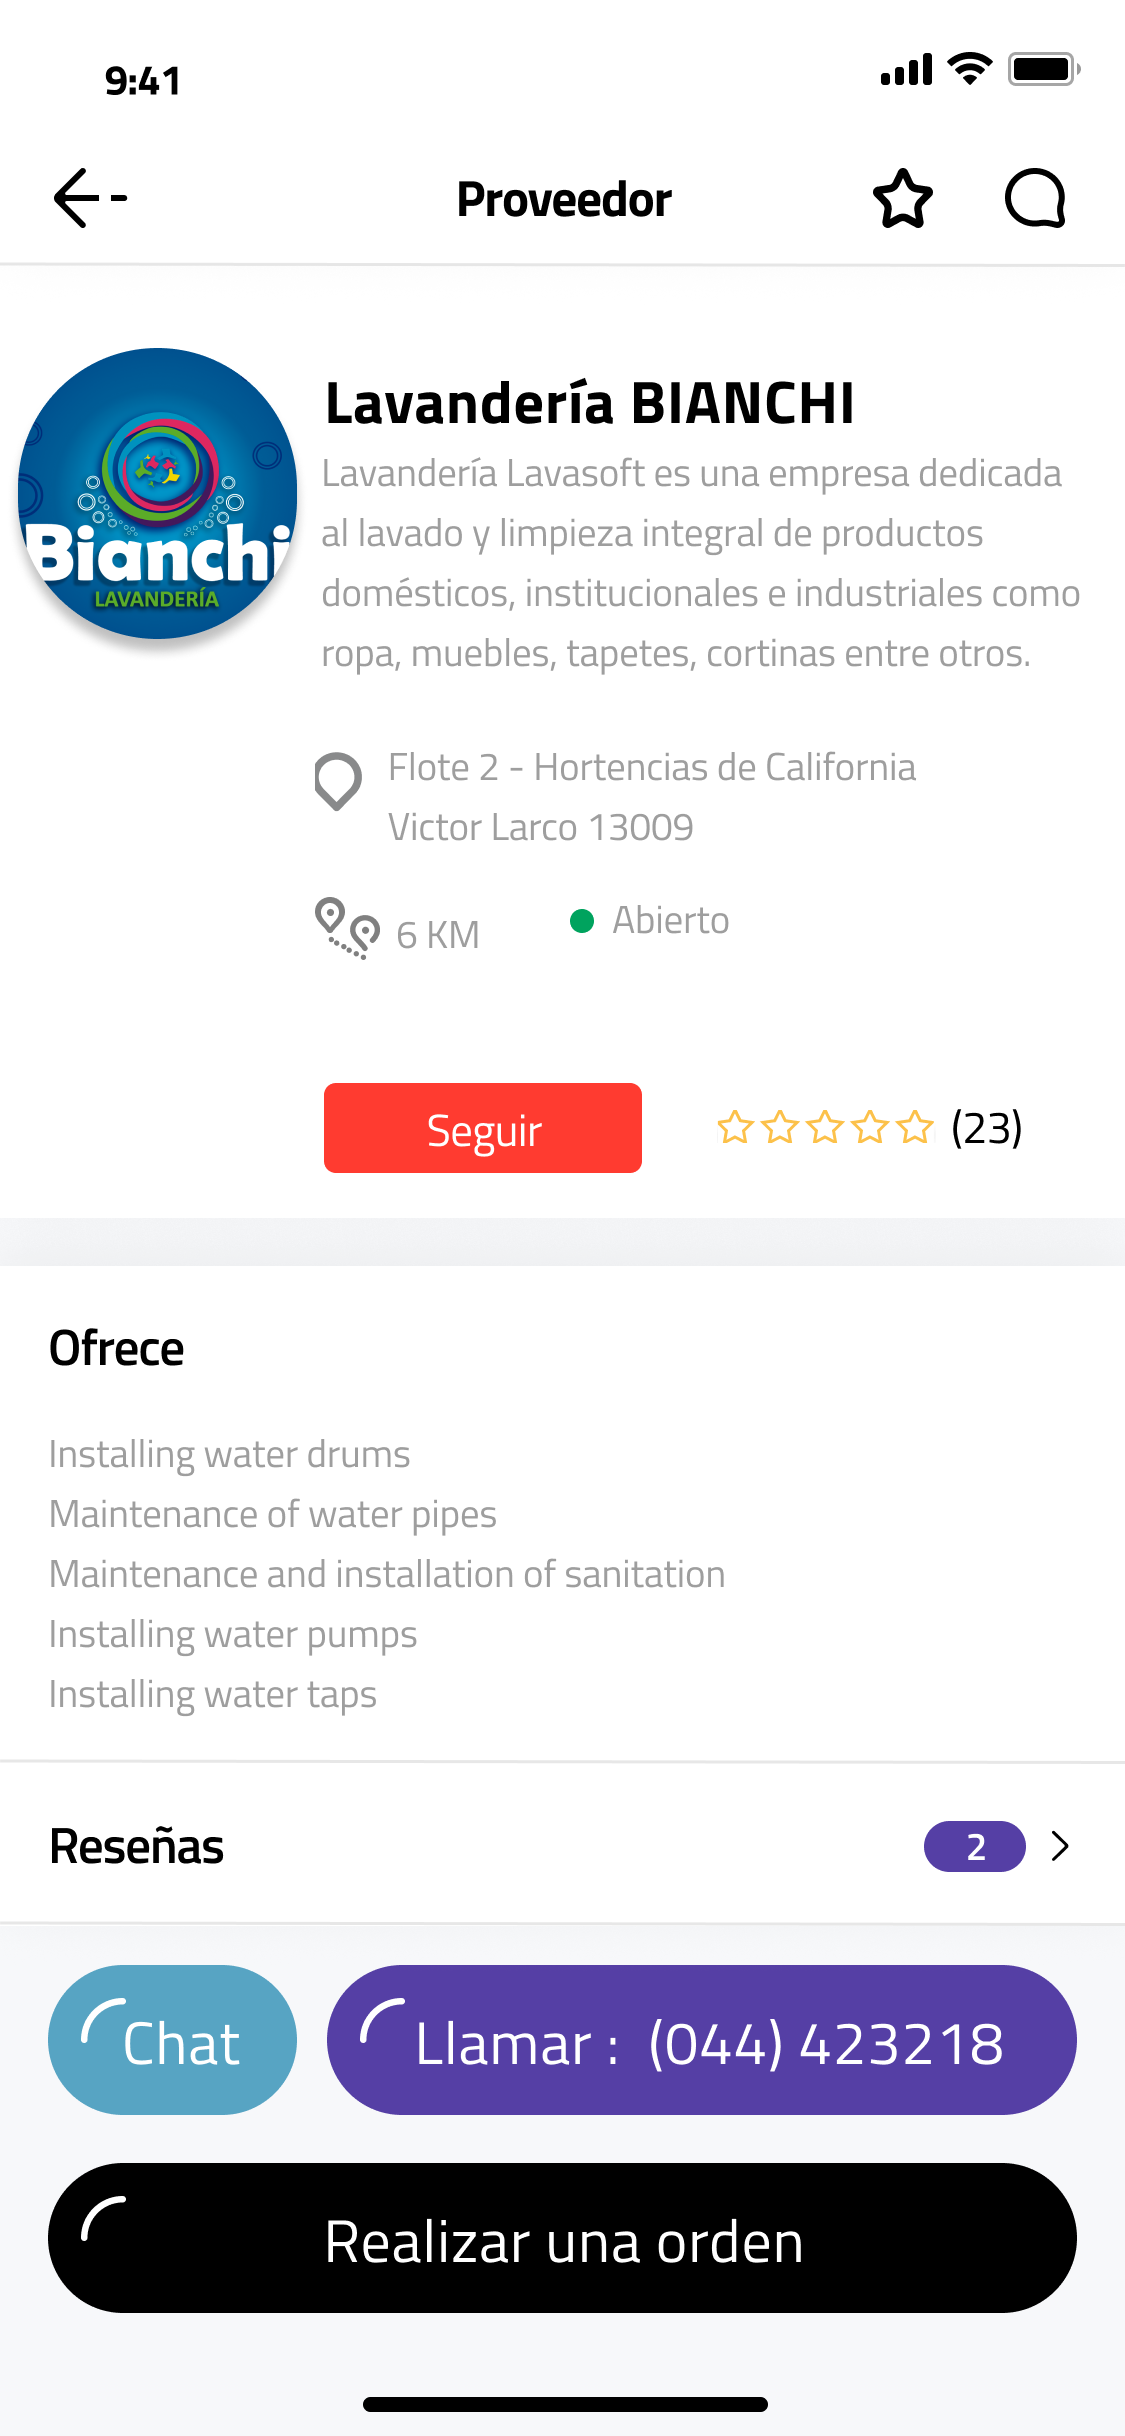 9:41
Proveedor
Bianchi
LAVANDERÍA
Lavandería BIANCHI
Lavandería Lavasoft es una empresa dedicada
al lavado y limpieza integral de productos
domésticos, institucionales e industriales como
ropa, muebles, tapetes, cortinas entre otros.
Flote 2 - Hortencias de California
Victor Larco 13009
6 KM
Abierto
Seguir
(23)
Ofrece
Installing water drums
Maintenance of water pipes
Maintenance and installation of sanitation
Installing water pumps
Installing water taps
Reseñas
2
Chat
Llamar : (044) 423218
Realizar una orden